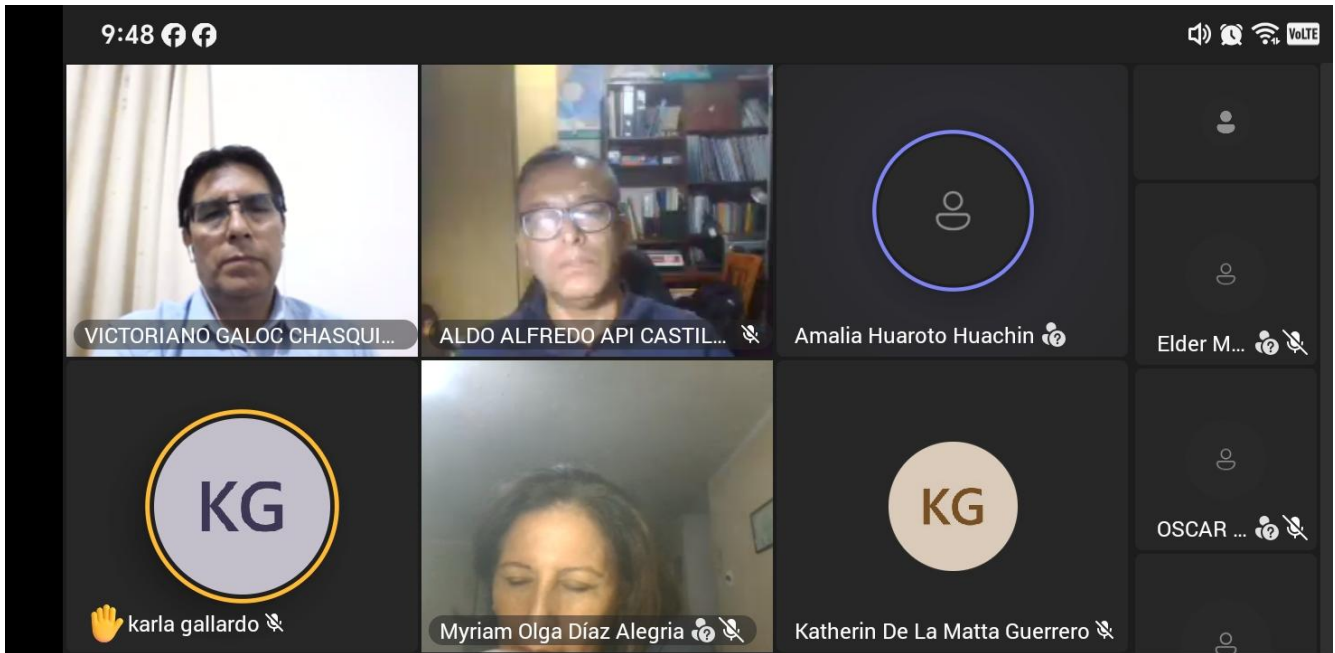 9:48
VoLTE
VICTORIANO GALOC CHASQUI...
ALDO ALFREDO API CASTIL...
Amalia Huaroto Huachin
Elder M...
KG
KG
OSCAR ...
karla gallardo
Myriam Olga Díaz Alegria
Katherin De La Matta Guerrero